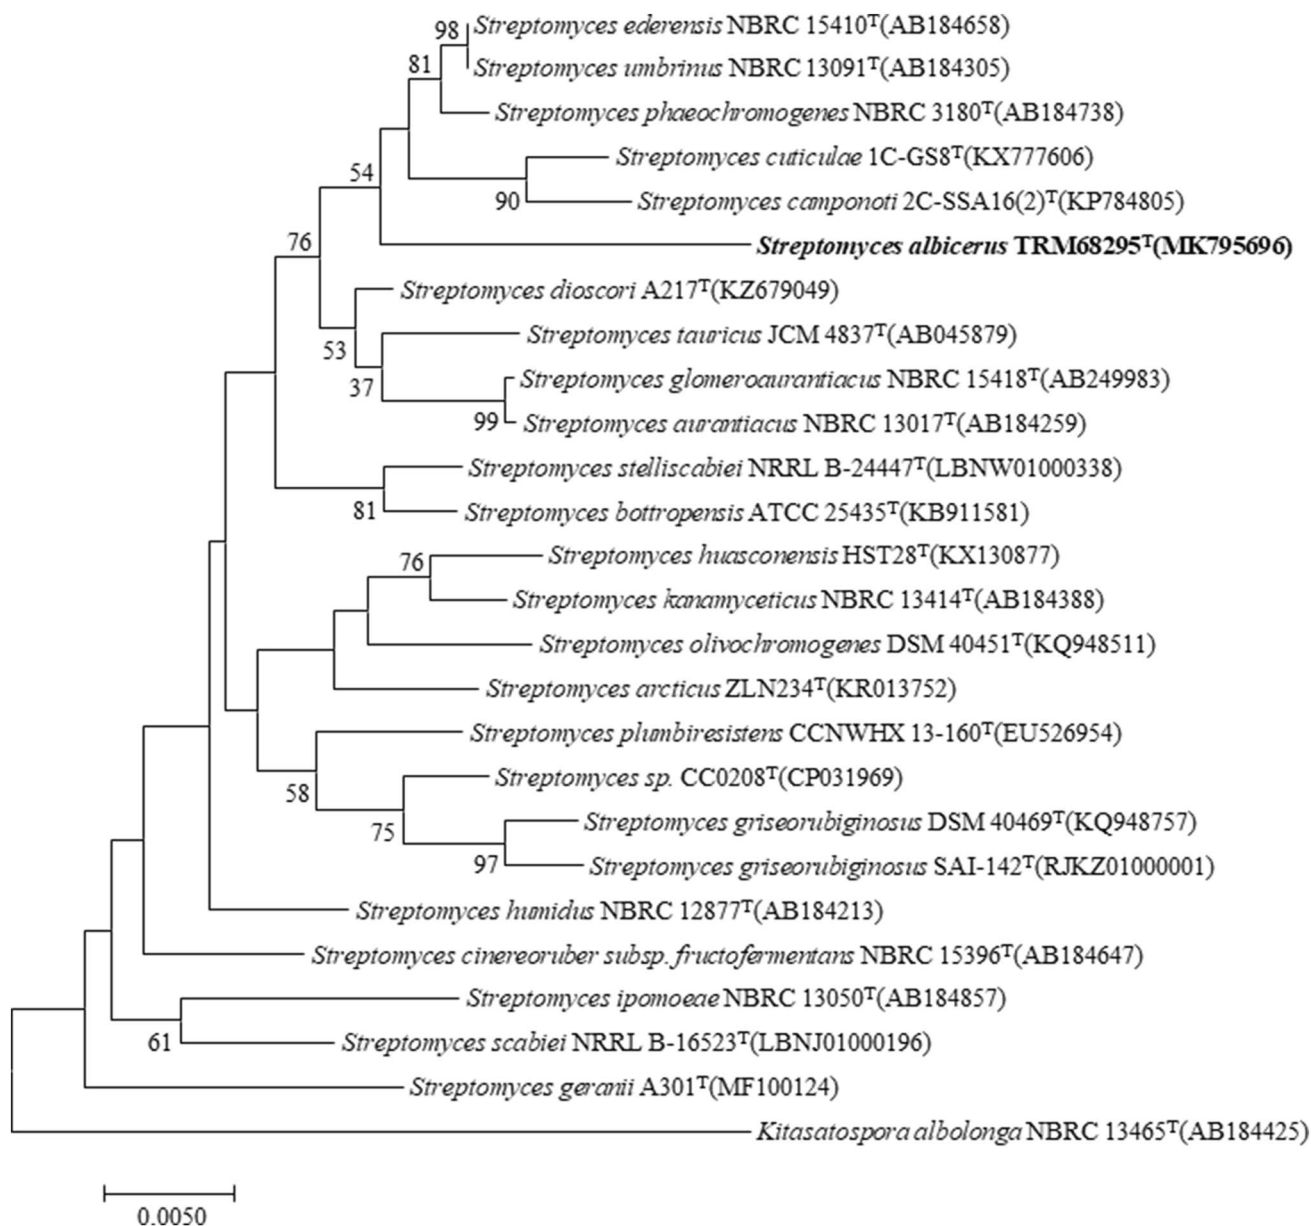 98 Streptomyces ederensis NBRC 15410ᵀ(AB184658)
Streptomyces umbrinus NBRC 13091ᵀ(AB184305)
81
Streptomyces phaeochromogenes NBRC 3180ᵀ(AB184738)
Streptomyces cuticulae 1C-GS8ᵀ(KX777606)
54
90 Streptomyces camponoti 2C-SSA16(2)ᵀ(KP784805)
76 Streptomyces albicerus TRM68295ᵀ(MK795696)
Streptomyces dioscori A217ᵀ(KZ679049)
Streptomyces tauricus JCM 4837ᵀ(AB045879)
53
37 Streptomyces glomeroaurantiacus NBRC 15418ᵀ(AB249983)
99 Streptomyces aurantiacus NBRC 13017ᵀ(AB184259)
Streptomyces stelliscabiei NRRL B-24447ᵀ(LBNW01000338)
81 Streptomyces bottropensis ATCC 25435ᵀ(KB911581)
76 Streptomyces huasconensis HST28ᵀ(KX130877)
Streptomyces kanamyceticus NBRC 13414ᵀ(AB184388)
Streptomyces olivochromogenes DSM 40451ᵀ(KQ948511)
Streptomyces arcticus ZLN234ᵀ(KR013752)
Streptomyces plumbiresistens CCNWHX 13-160ᵀ(EU526954)
Streptomyces sp. CC0208ᵀ(CP031969)
58
75 Streptomyces griseorubiginosus DSM 40469ᵀ(KQ948757)
97 Streptomyces griseorubiginosus SAI-142ᵀ(RJKZ01000001)
Streptomyces humidus NBRC 12877ᵀ(AB184213)
Streptomyces cinereoruber subsp. fructofermentans NBRC 15396ᵀ(AB184647)
Streptomyces ipomoeae NBRC 13050ᵀ(AB184857)
61 Streptomyces scabiei NRRL B-16523ᵀ(LBNJ01000196)
Streptomyces geranii A301ᵀ(MF100124)
Kitasatospora albolonga NBRC 13465ᵀ(AB184425)
0.0050